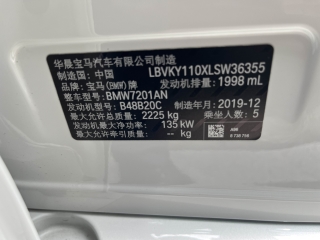 华晨宝马汽车有限公司制造
制造国：中国 LBVKY110XLSW36355
品牌：宝马(BMW)牌 发动机排量：1998 mL
整车型号：BMW7201AN
发动机型号：B48B20C 制造年月：2019-12
最大允许总质量：2225 kg 乘坐人数：5
发动机最大净功率：135 kW
最大允许牵引质量：--- kg